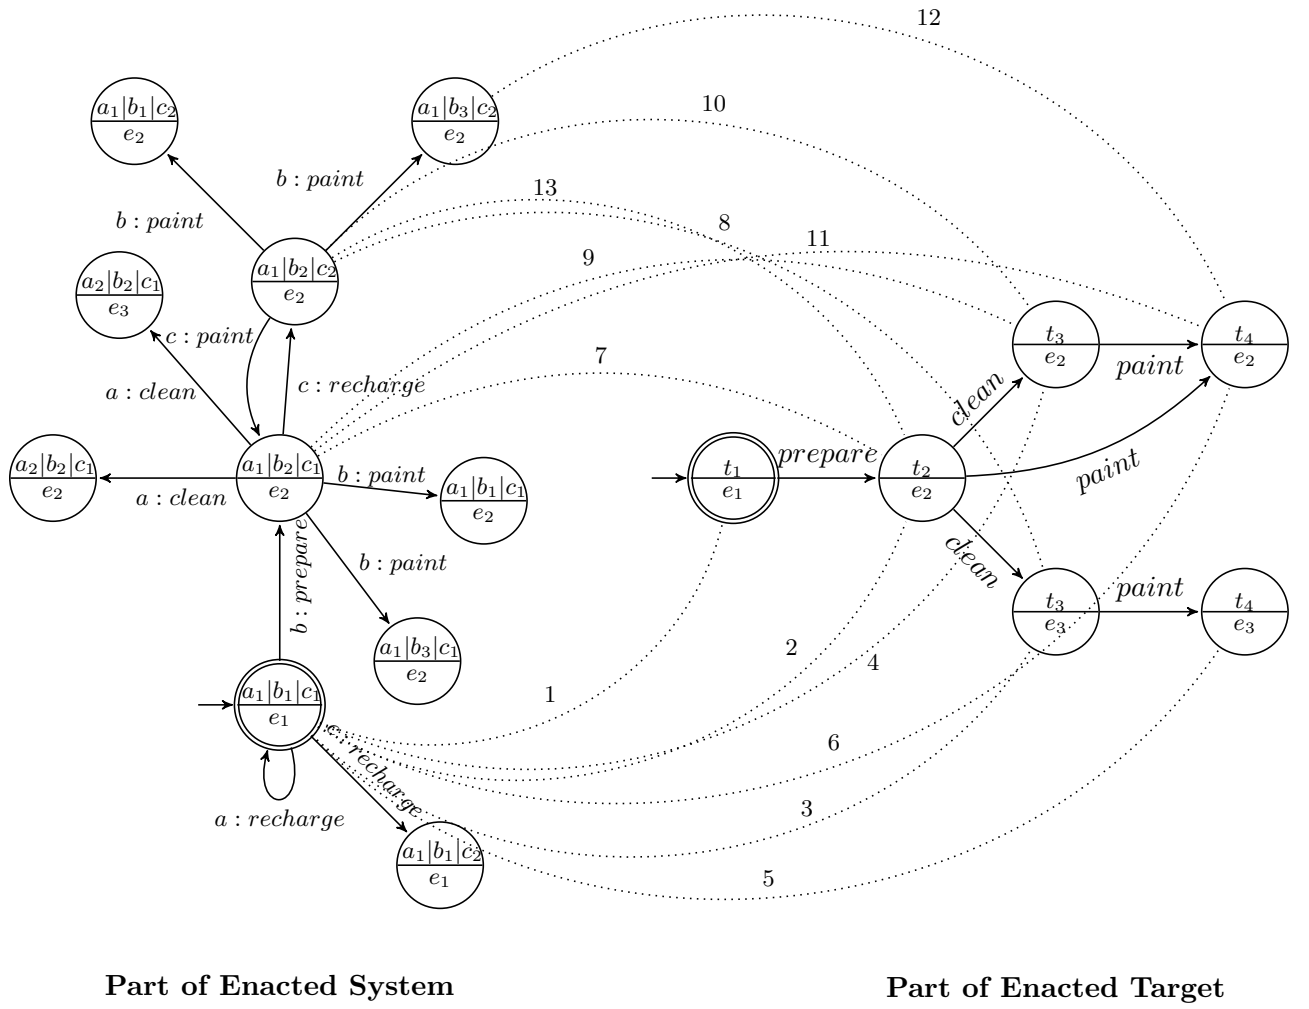 12
a₁|b₁|c₂
e₂
a₁|b₃|c₂
e₂
10
b : paint
b : paint
13
8
11
9
a₁|b₂|c₂
e₂
a₂|b₂|c₁
e₃
c : paint
a : clean
c : recharge
7
t₃
e₂
paint
t₄
e₂
clean
paint
a₂|b₂|c₁
e₂
a : clean
a₁|b₂|c₁
e₂
b : paint
a₁|b₁|c₁
e₂
t₁
e₁
prepare
t₂
e₂
clean
b : prepare
b : paint
a₁|b₃|c₁
e₂
2
4
t₃
e₃
paint
t₄
e₃
a₁|b₁|c₁
e₁
1
c : recharge
6
3
a : recharge
a₁|b₁|c₂
e₁
5
Part of Enacted System
Part of Enacted Target